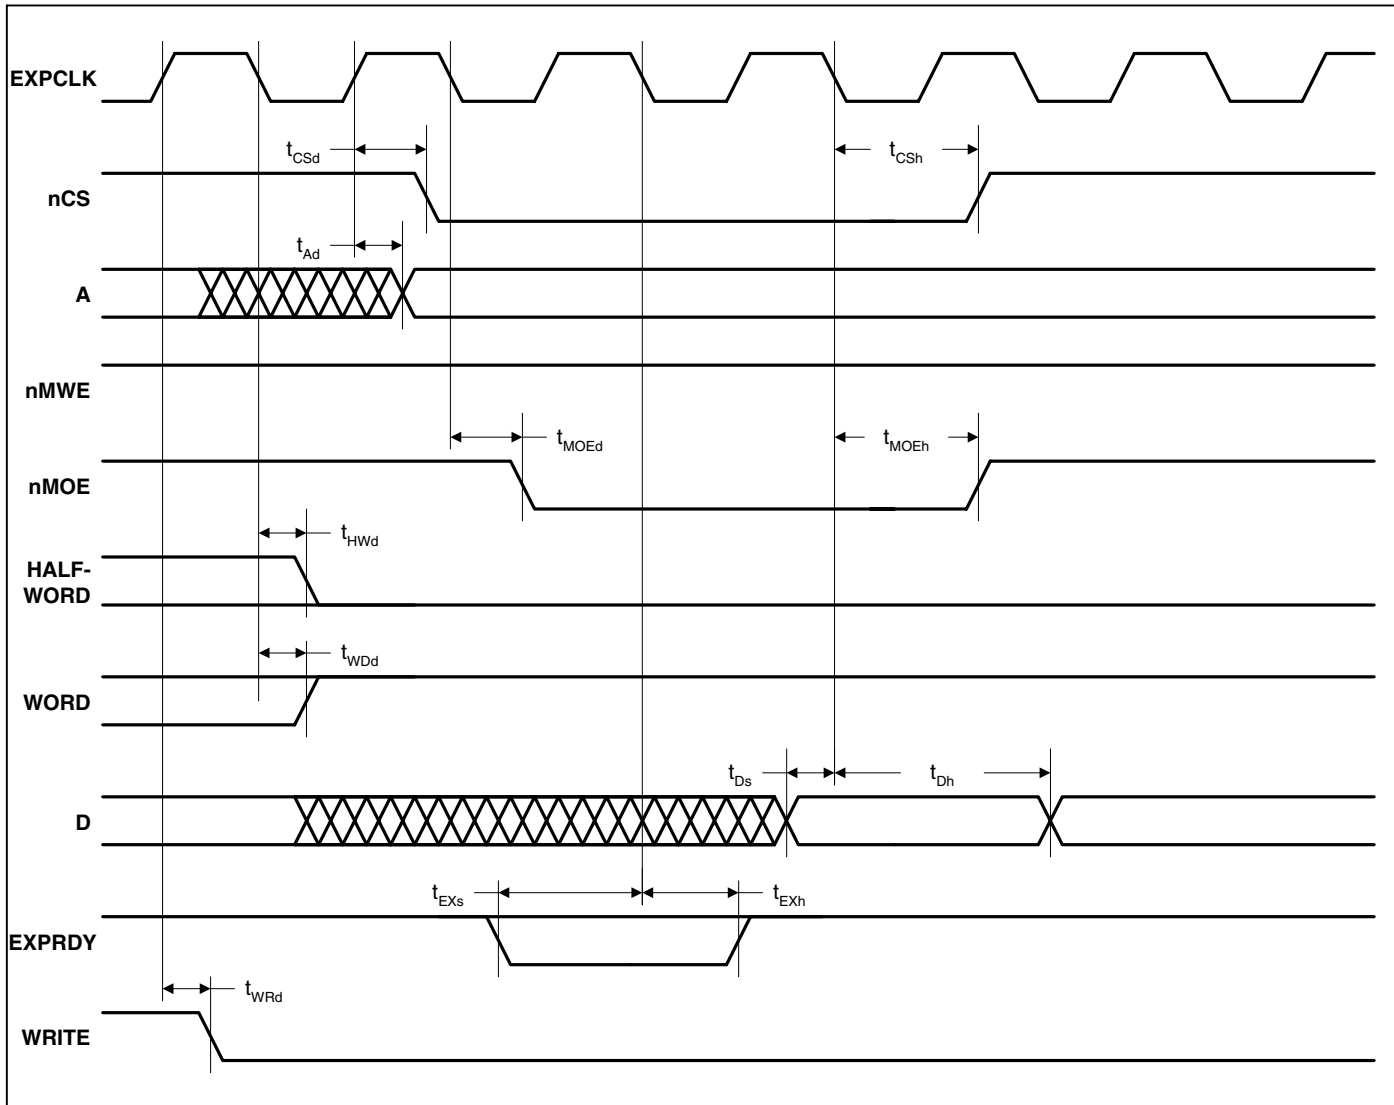 EXPCLK
tCSd
tCSh
nCS
tAd
A
nMWE
tMOEd
tMOEh
nMOE
tHWd
HALF-
WORD
tWDd
WORD
tDs
tDh
D
tEXs
tEXh
EXPRDY
tWRd
WRITE